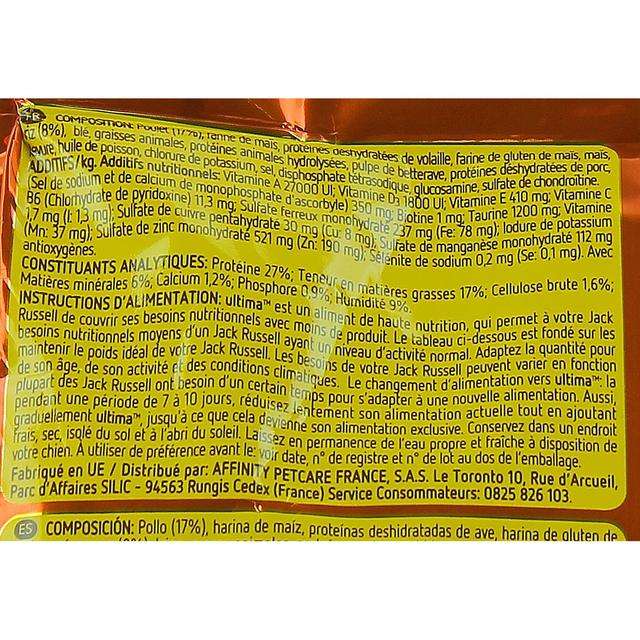 FR COMPOSITION: Poulet (17%), farine de maïs, protéines déshydratées de volaille, farine de gluten de maïs, maïs,
riz (8%), blé, graisses animales, protéines animales hydrolysées, pulpe de betterave, protéines déshydratées de porc,
levure, huile de poisson, chlorure de potassium, sel, disphosphate tétrasodique, glucosamine, sulfate de chondroitine.
ADDITIFS/kg. Additifs nutritionnels: Vitamine A 27000 UI; Vitamine D3 1800 UI; Vitamine E 410 mg; Vitamine C
(Sel de sodium et de calcium de monophosphate d'ascorbyle) 350 mg; Biotine 1 mg; Taurine 1200 mg; Vitamine
B6 (Chlorhydrate de pyridoxine) 11,3 mg; Sulfate ferreux monohydraté 237 mg (Fe: 78 mg); Iodure de potassium
1,7 mg (I: 1,3 mg); Sulfate de cuivre pentahydraté 30 mg (Cu: 8 mg); Sulfate de manganèse monohydraté 112 mg
(Mn: 37 mg); Sulfate de zinc monohydraté 521 mg (Zn: 190 mg); Sélénite de sodium 0,2 mg (Se: 0,1 mg). Avec
antioxygènes.
CONSTITUANTS ANALYTIQUES: Protéine 27%; Teneur en matières grasses 17%; Cellulose brute 1,6%;
Matières minérales 6%; Calcium 1,2%; Phosphore 0,9%; Humidité 9%.
INSTRUCTIONS D'ALIMENTATION: ultima™ est un aliment de haute nutrition, qui permet à votre Jack
Russell de couvrir ses besoins nutritionnels avec moins de produit. Le tableau ci-dessous est fondé sur les
besoins nutritionnels moyens d'un Jack Russell ayant un niveau d'activité normal. Adaptez la quantité pour
maintenir le poids idéal de votre Jack Russell. Les besoins de votre Jack Russell peuvent varier en fonction
de son âge, de son activité et des conditions climatiques. Le changement d'alimentation vers ultima™: la
plupart des Jack Russell ont besoin d'un certain temps pour s'adapter à une nouvelle alimentation. Aussi,
pendant une période de 7 à 10 jours, réduisez lentement son alimentation actuelle tout en ajoutant
graduellement ultima™, jusqu'à ce que cela devienne son alimentation exclusive. Conservez dans un endroit
frais, sec, isolé du sol et à l'abri du soleil. Laissez en permanence de l'eau propre et fraîche à disposition de
votre chien. À utiliser de préférence avant le: voir date, n° de registre et n° de lot au dos de l'emballage.
Fabriqué en UE / Distribué par: AFFINITY PETCARE FRANCE, S.A.S. Le Toronto 10, Rue d'Arcueil,
Parc d'Affaires SILIC - 94563 Rungis Cedex (France) Service Consommateurs: 0825 826 103.
ES COMPOSICIÓN: Pollo (17%), harina de maíz, proteínas deshidratadas de ave, harina de gluten de